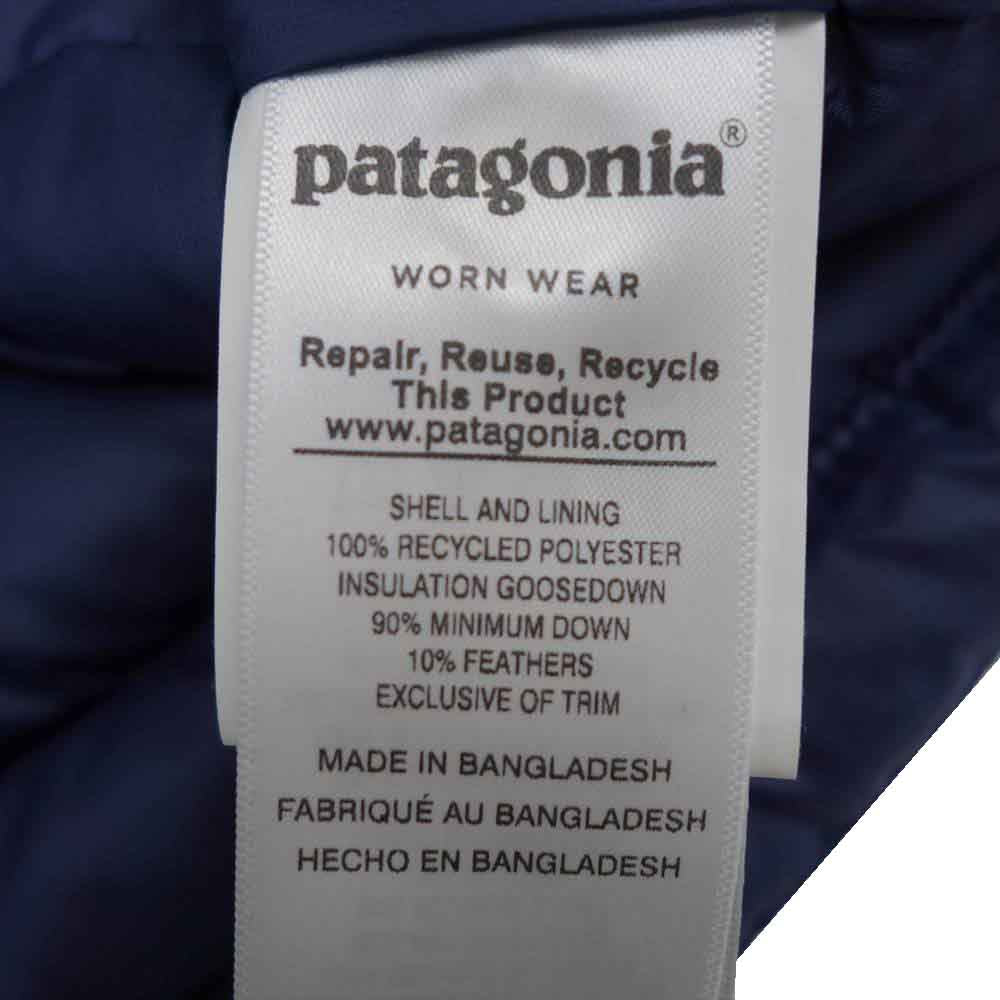 patagonia®
WORN WEAR
Repair, Reuse, Recycle
This Product
www.patagonia.com
SHELL AND LINING
100% RECYCLED POLYESTER
INSULATION GOOSEDOWN
90% MINIMUM DOWN
10% FEATHERS
EXCLUSIVE OF TRIM
MADE IN BANGLADESH
FABRIQUÉ AU BANGLADESH
HECHO EN BANGLADESH